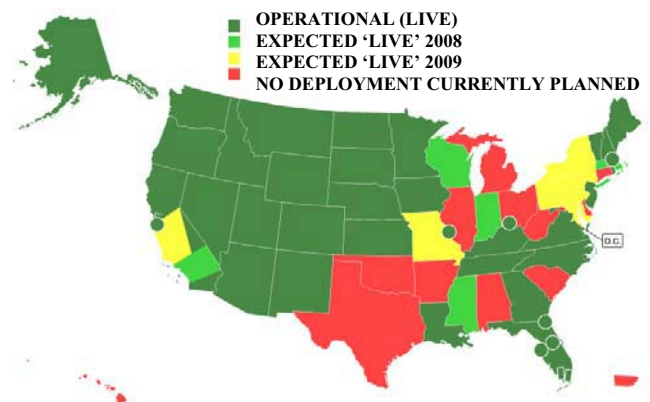 OPERATIONAL (LIVE)
EXPECTED ‘LIVE’ 2008
EXPECTED ‘LIVE’ 2009
NO DEPLOYMENT CURRENTLY PLANNED
D.C.